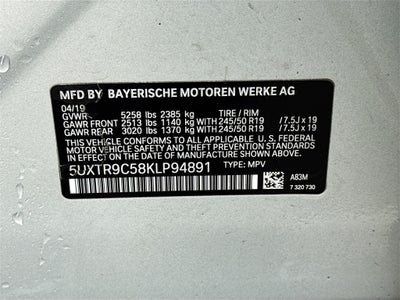 MFD BY BAYERISCHE MOTOREN WERKE AG
04/19
GVWR 5258 lbs 2385 kg TIRE / RIM
GAWR FRONT 2513 lbs 1140 kg 245/50 R19 / 7.5J x 19
GAWR REAR 3020 lbs 1370 kg 245/50 R19 / 7.5J x 19
THIS VEHICLE CONFORMS TO ALL APPLICABLE U.S. FEDERAL
MOTOR VEHICLE SAFETY, BUMPER, AND THEFT PREVENTION STANDARDS
IN EFFECT ON THE DATE OF MANUFACTURE SHOWN ABOVE.
5UXTR9C58KLP94891
TYPE: MPV
A83M
7 320 730